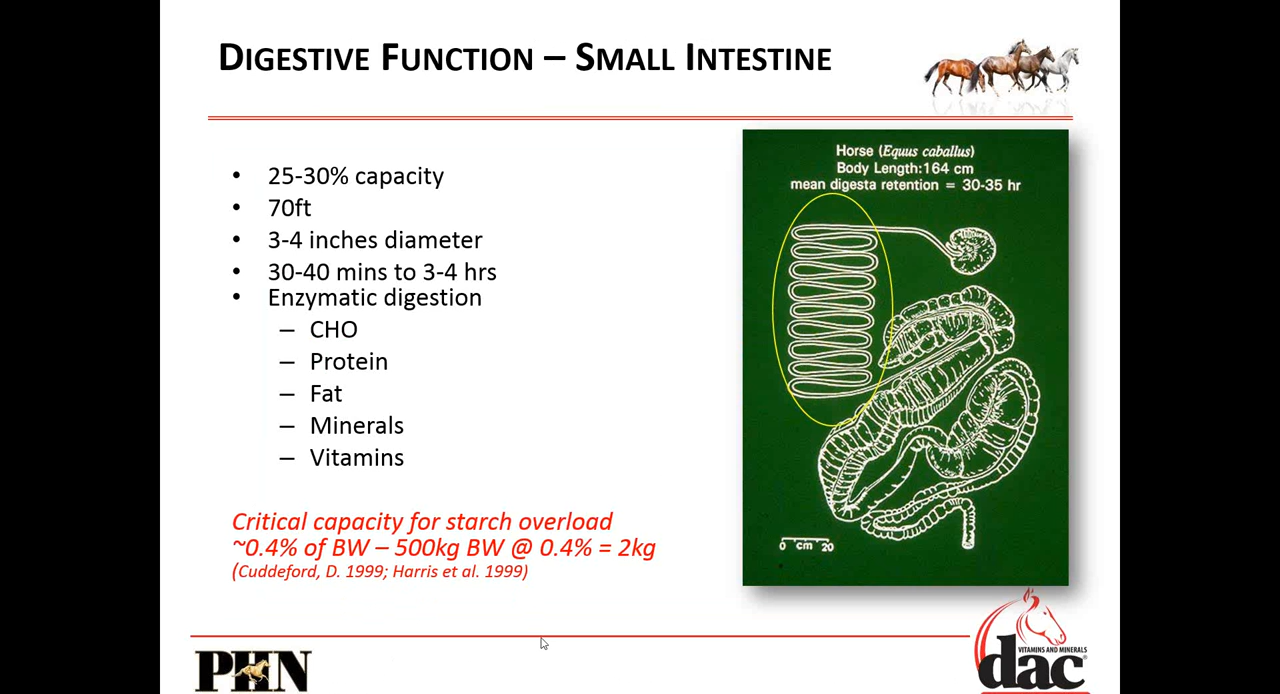 DIGESTIVE FUNCTION – SMALL INTESTINE
• 25-30% capacity
• 70ft
• 3-4 inches diameter
• 30-40 mins to 3-4 hrs
• Enzymatic digestion
– CHO
– Protein
– Fat
– Minerals
– Vitamins
Critical capacity for starch overload
~0.4% of BW – 500kg BW @ 0.4% = 2kg
(Cuddeford, D. 1999; Harris et al. 1999)
Horse (Equus caballus)
Body Length:164 cm
mean digesta retention = 30-35 hr
0 cm 20
PHN
VITAMINS AND MINERALS
dac®